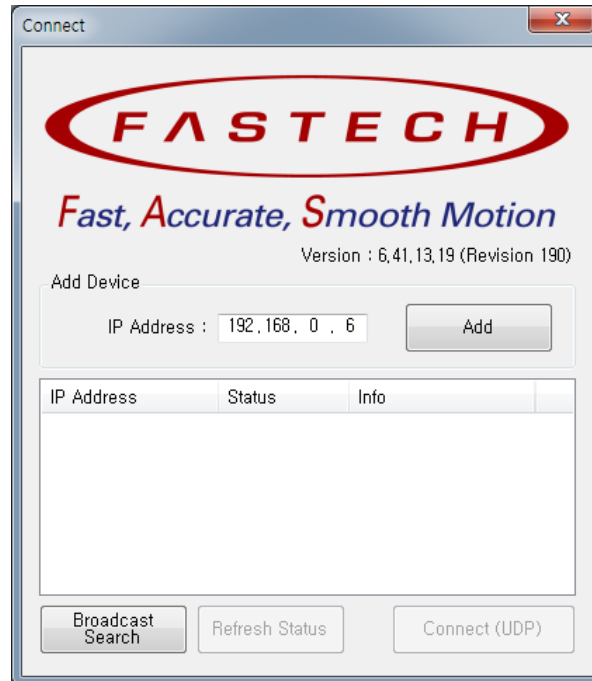 Connect
FASTECH
Fast, Accurate, Smooth Motion
Version : 6,41,13,19 (Revision 190)
Add Device
IP Address : 192.168. 0 . 6 Add
IP Address Status Info
Broadcast Search Refresh Status Connect (UDP)